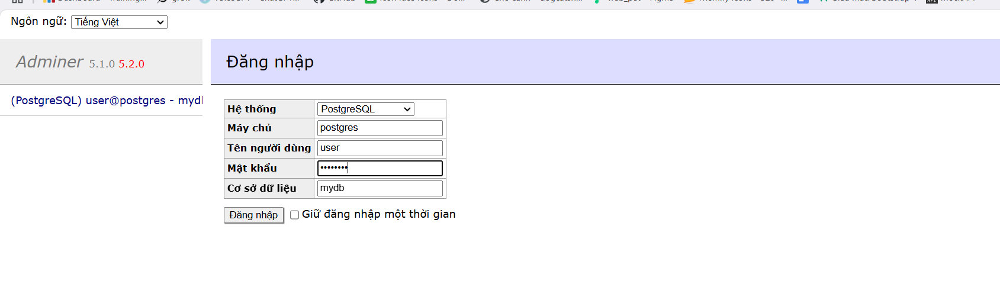 Ngôn ngữ: Tiếng Việt
Adminer 5.1.0 5.2.0
Đăng nhập
(PostgreSQL) user@postgres - myd
Hệ thống PostgreSQL
Máy chủ postgres
Tên người dùng user
Mật khẩu ••••••••
Cơ sở dữ liệu mydb
Đăng nhập Giữ đăng nhập một thời gian